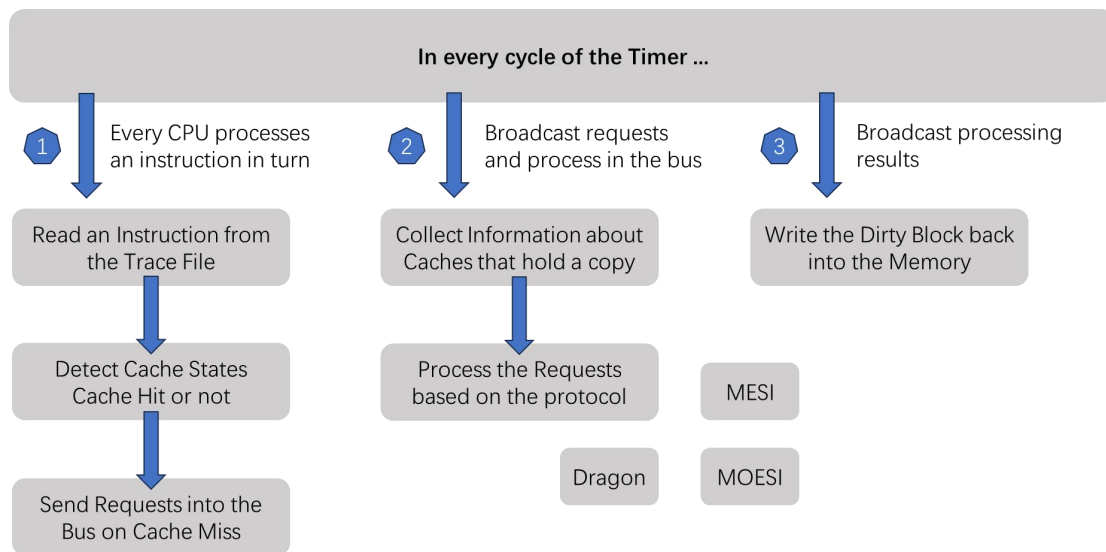 In every cycle of the Timer ...
1
Every CPU processes
an instruction in turn
Read an Instruction from
the Trace File
Detect Cache States
Cache Hit or not
Send Requests into the
Bus on Cache Miss
2
Broadcast requests
and process in the bus
Collect Information about
Caches that hold a copy
Process the Requests
based on the protocol
MESI
Dragon
MOESI
3
Broadcast processing
results
Write the Dirty Block back
into the Memory